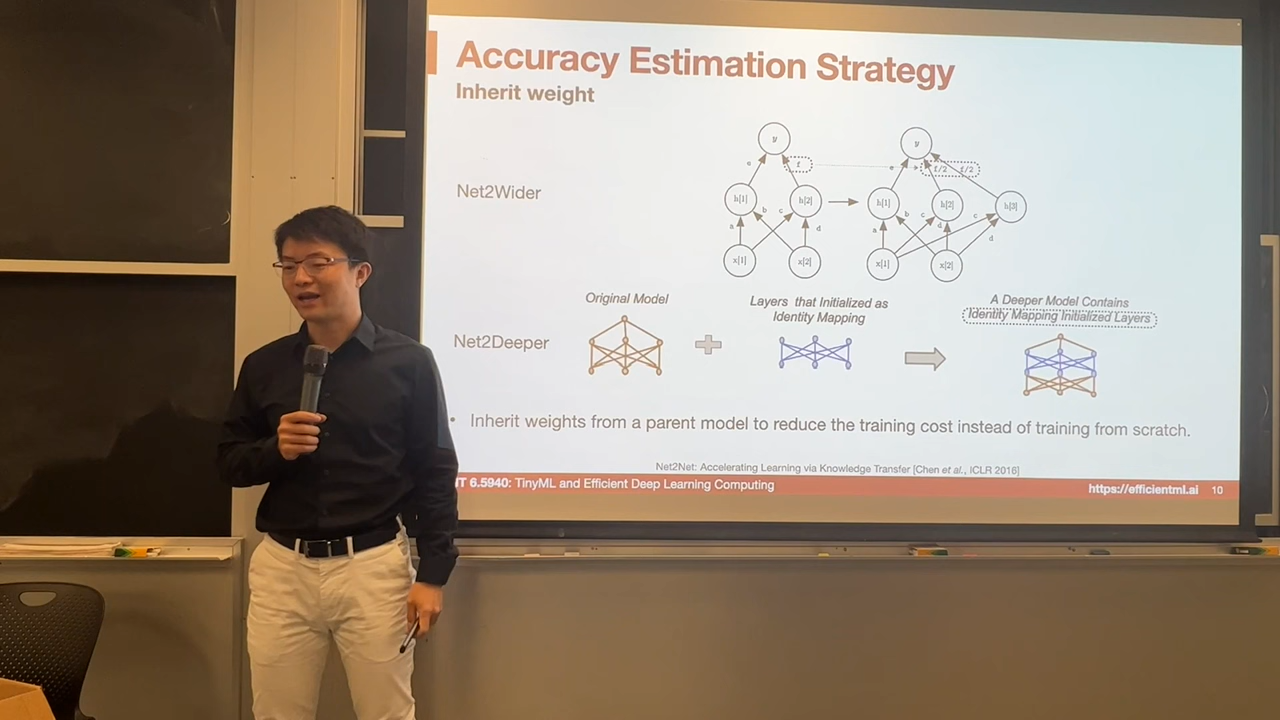 Accuracy Estimation Strategy
Inherit weight
Net2Wider
y
e
f
h[1]
h[2]
a
b
c
d
x[1]
x[2]
y
e
f/2
f/2
h[1]
h[2]
h[3]
a
b
c
d
c
d
x[1]
x[2]
Net2Deeper
Original Model
Layers that Initialized as
Identity Mapping
A Deeper Model Contains
Identity Mapping Initialized Layers
• Inherit weights from a parent model to reduce the training cost instead of training from scratch.
Net2Net: Accelerating Learning via Knowledge Transfer [Chen et al., ICLR 2016]
IT 6.5940: TinyML and Efficient Deep Learning Computing
https://efficientml.ai
10